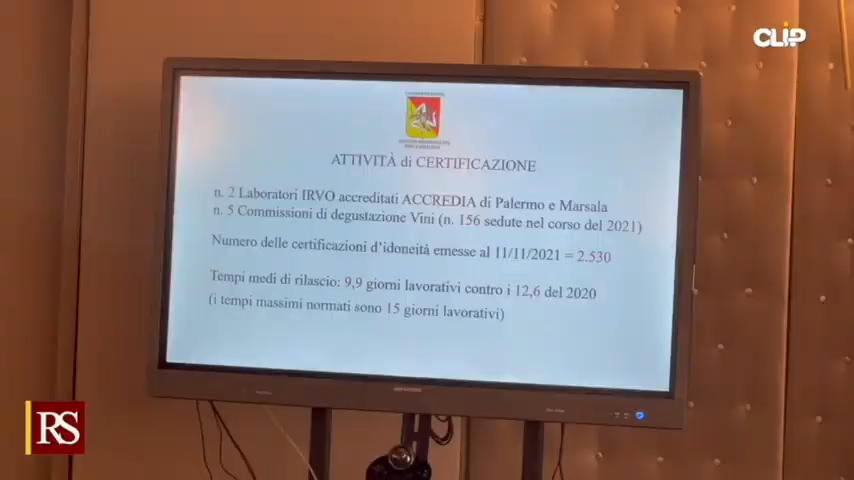 CLIP
ATTIVITÀ di CERTIFICAZIONE
n. 2 Laboratori IRVO accreditati ACCREDIA di Palermo e Marsala
n. 5 Commissioni di degustazione Vini (n. 156 sedute nel corso del 2021)
Numero delle certificazioni d'idoneità emesse al 11/11/2021 = 2.530
Tempi medi di rilascio: 9,9 giorni lavorativi contro i 12,6 del 2020
(i tempi massimi normati sono 15 giorni lavorativi)
RS